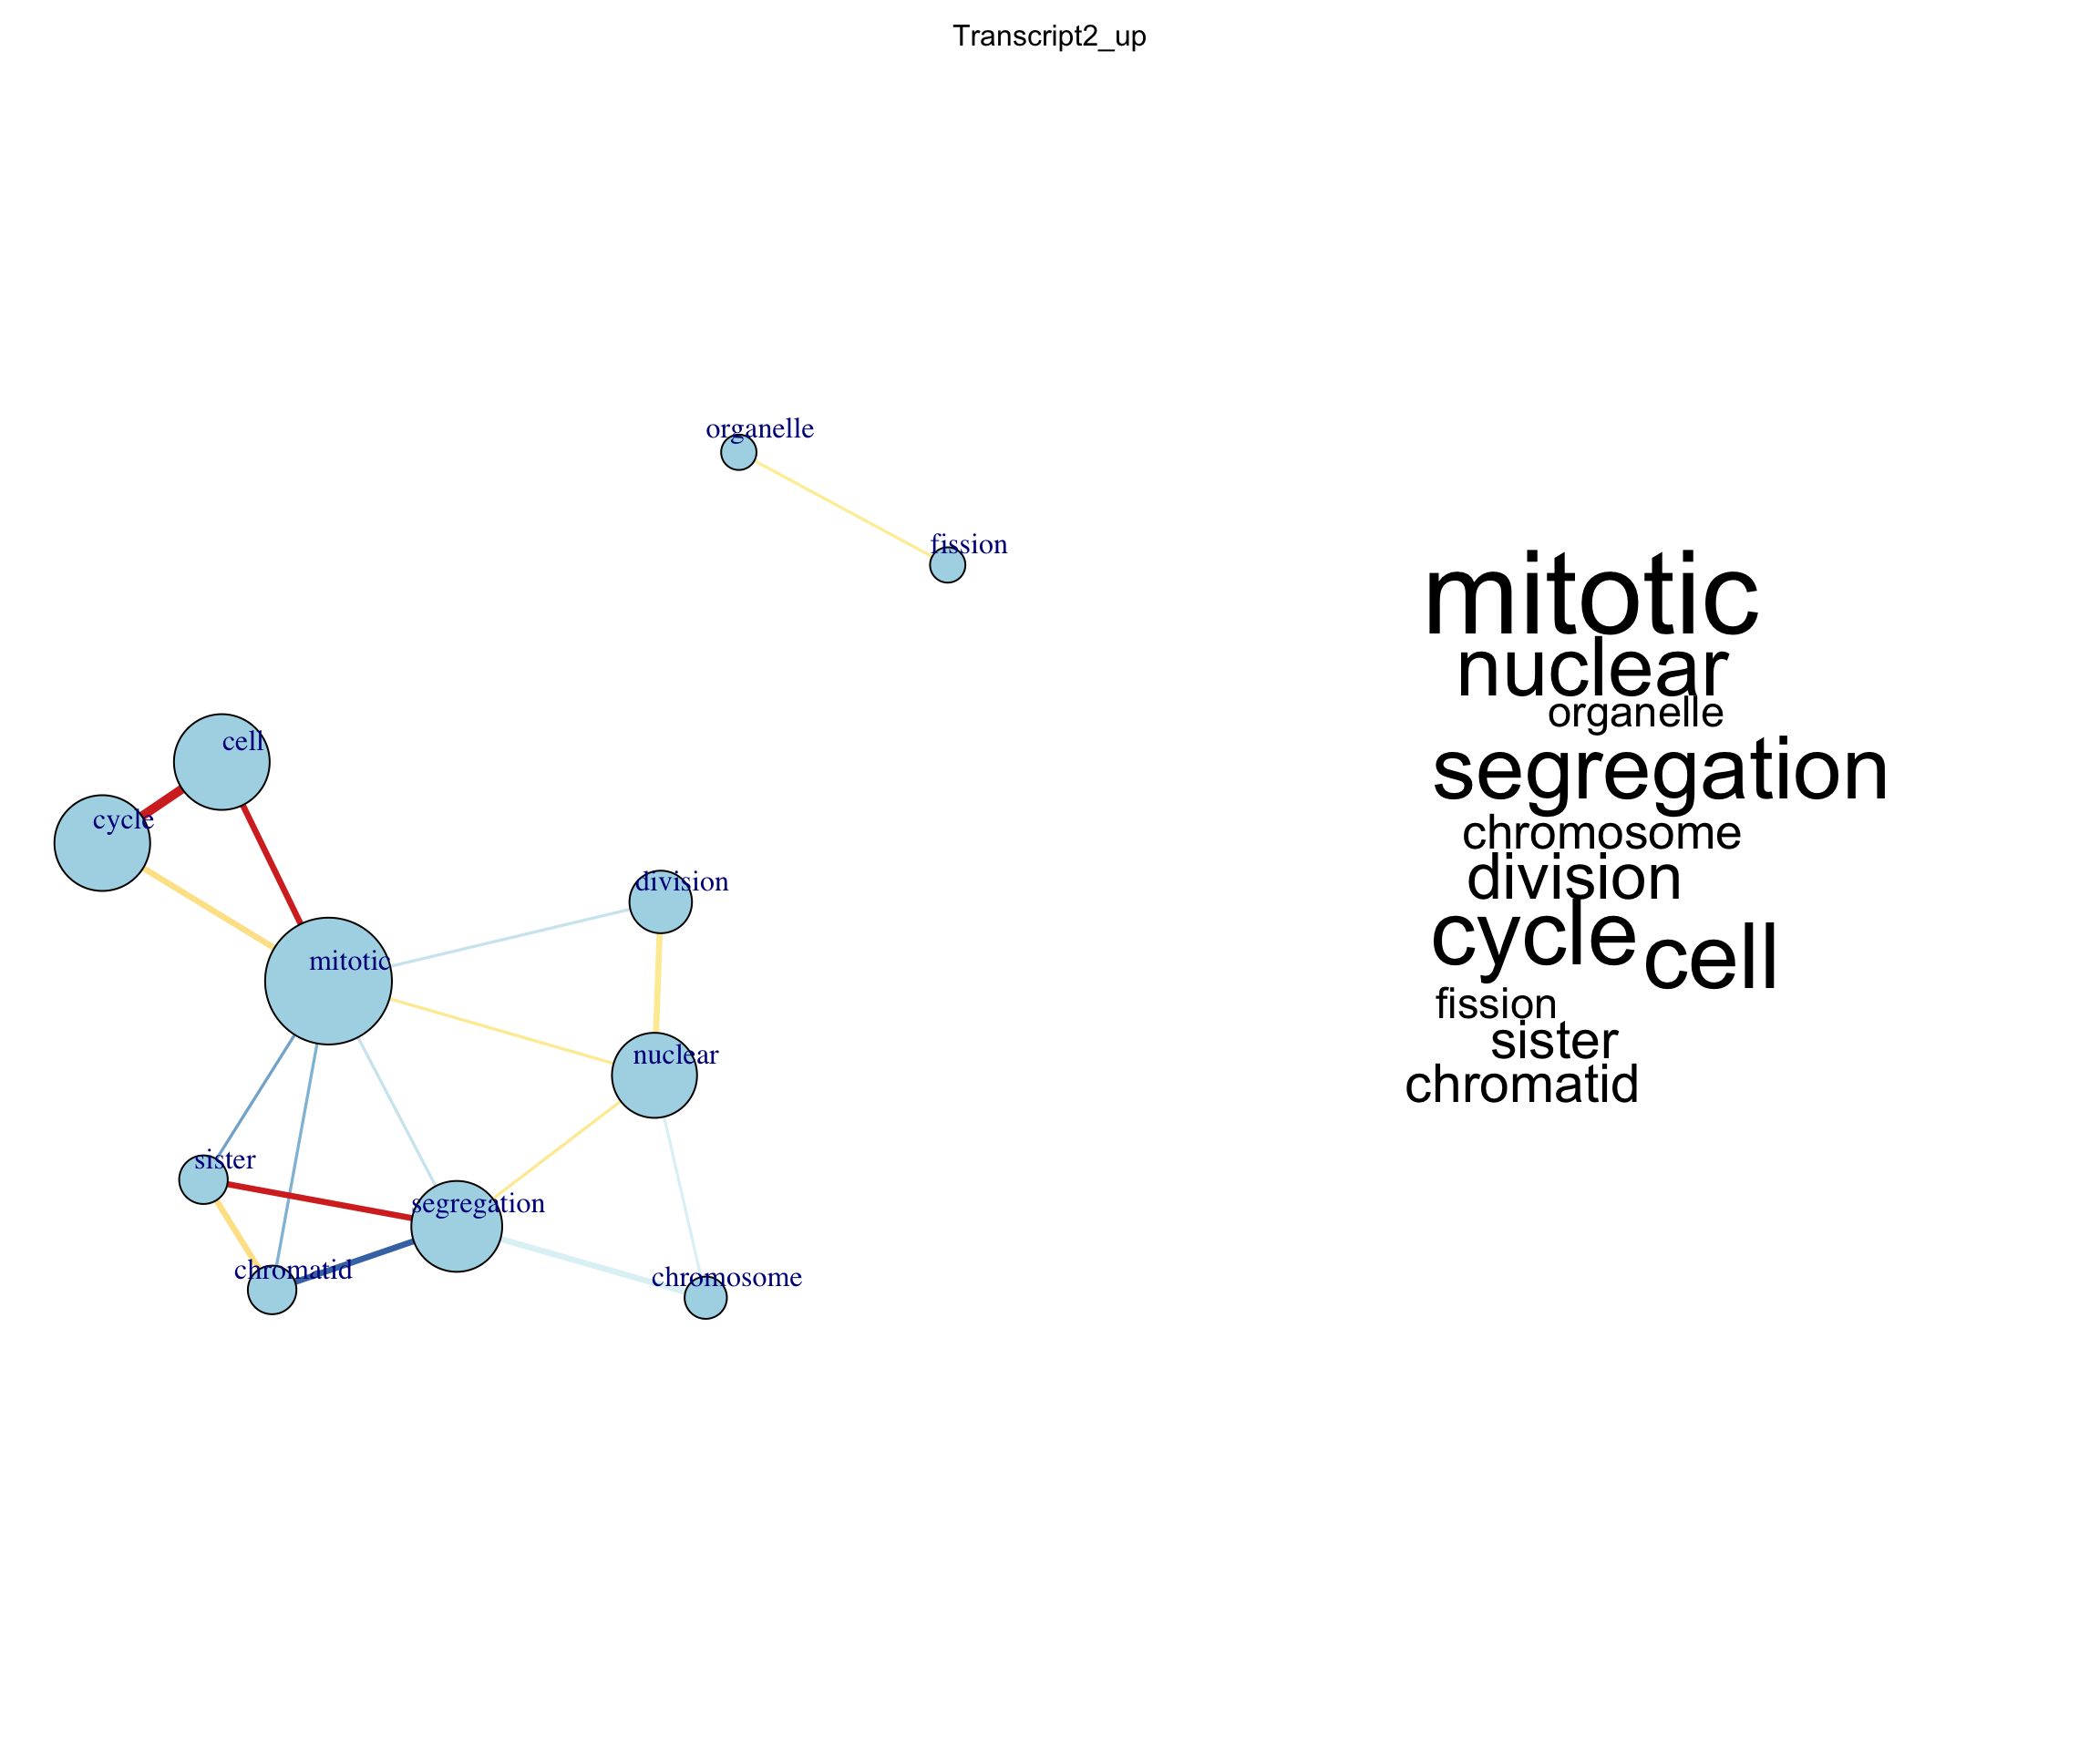 Transcript2_up
organelle
fission
cell
cycle
division
mitotic
nuclear
sister
segregation
chromatid
chromosome
mitotic
nuclear
organelle
segregation
chromosome
division
cycle
cell
fission
sister
chromatid